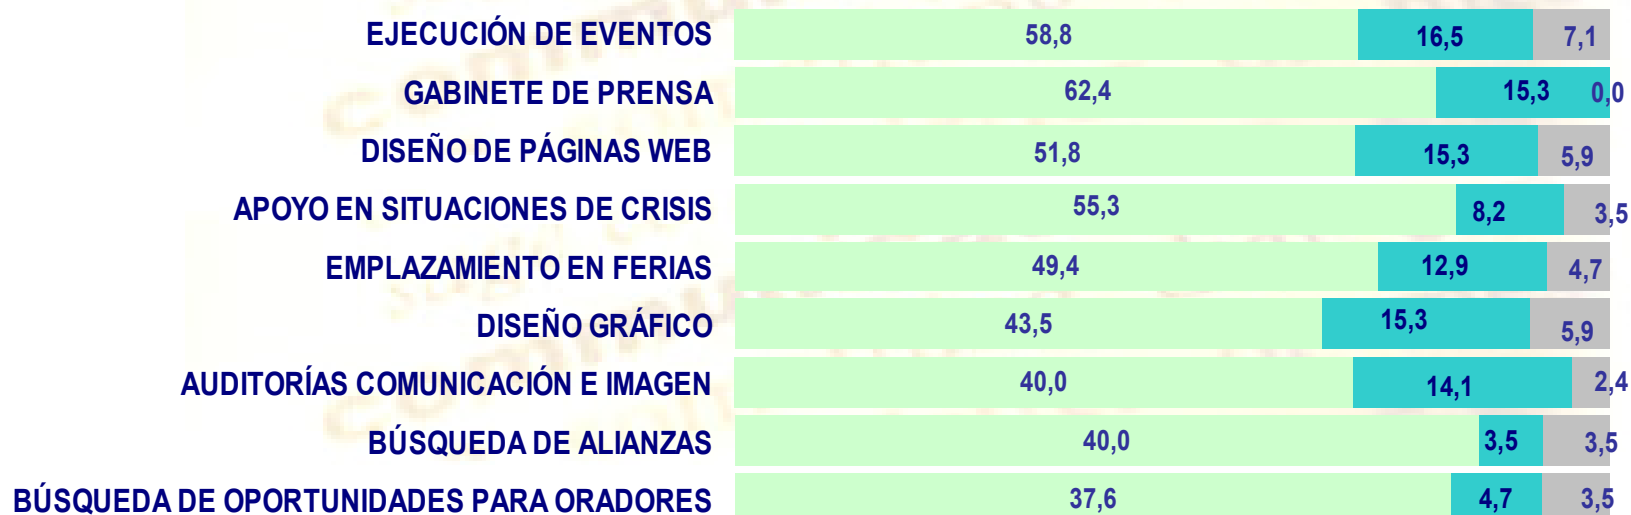 EJECUCIÓN DE EVENTOS 58,8 16,5 7,1
GABINETE DE PRENSA 62,4 15,3 0,0
DISEÑO DE PÁGINAS WEB 51,8 15,3 5,9
APOYO EN SITUACIONES DE CRISIS 55,3 8,2 3,5
EMPLAZAMIENTO EN FERIAS 49,4 12,9 4,7
DISEÑO GRÁFICO 43,5 15,3 5,9
AUDITORÍAS COMUNICACIÓN E IMAGEN 40,0 14,1 2,4
BÚSQUEDA DE ALIANZAS 40,0 3,5 3,5
BÚSQUEDA DE OPORTUNIDADES PARA ORADORES 37,6 4,7 3,5